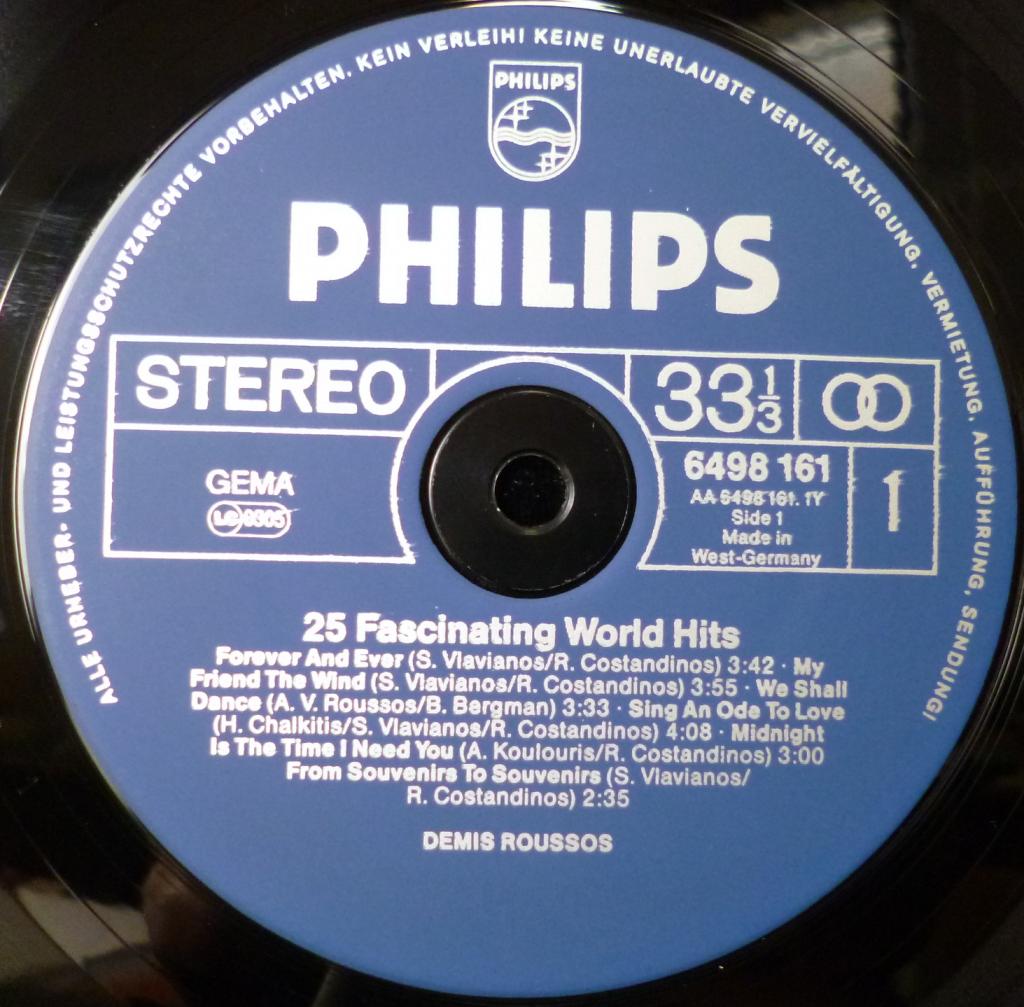 ALLE URHEBER- UND LEISTUNGSSCHUTZRECHTE VORBEHALTEN. KEIN VERLEIH! KEINE UNERLAUBTE VERVIELFÄLTIGUNG, VERMIETUNG, AUFFÜHRUNG, SENDUNG!
PHILIPS
PHILIPS
STEREO
33 1/3
GEMA
LC 0305
6498 161
AA 6498 161. 1Y
Side 1
Made in
West-Germany
1
25 Fascinating World Hits
Forever And Ever (S. Vlavianos/R. Costandinos) 3:42 · My
Friend The Wind (S. Vlavianos/R. Costandinos) 3:55 · We Shall
Dance (A. V. Roussos/B. Bergman) 3:33 · Sing An Ode To Love
(H. Chalkitis/S. Vlavianos/R. Costandinos) 4:08 · Midnight
Is The Time I Need You (A. Koulouris/R. Costandinos) 3:00
From Souvenirs To Souvenirs (S. Vlavianos/
R. Costandinos) 2:35
DEMIS ROUSSOS